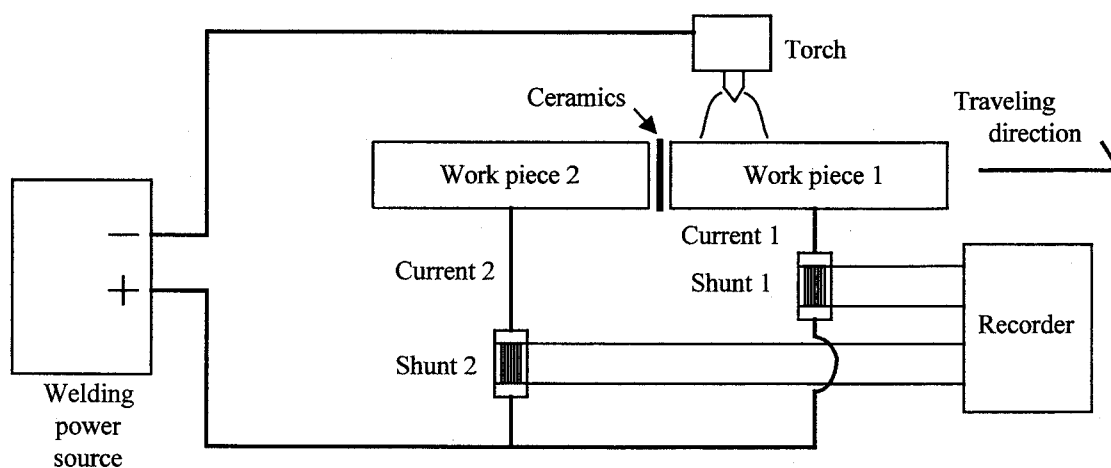 Torch
Ceramics
Traveling
direction
Work piece 2
Work piece 1
−
+
Current 1
Current 2
Shunt 1
Shunt 2
Recorder
Welding
power
source